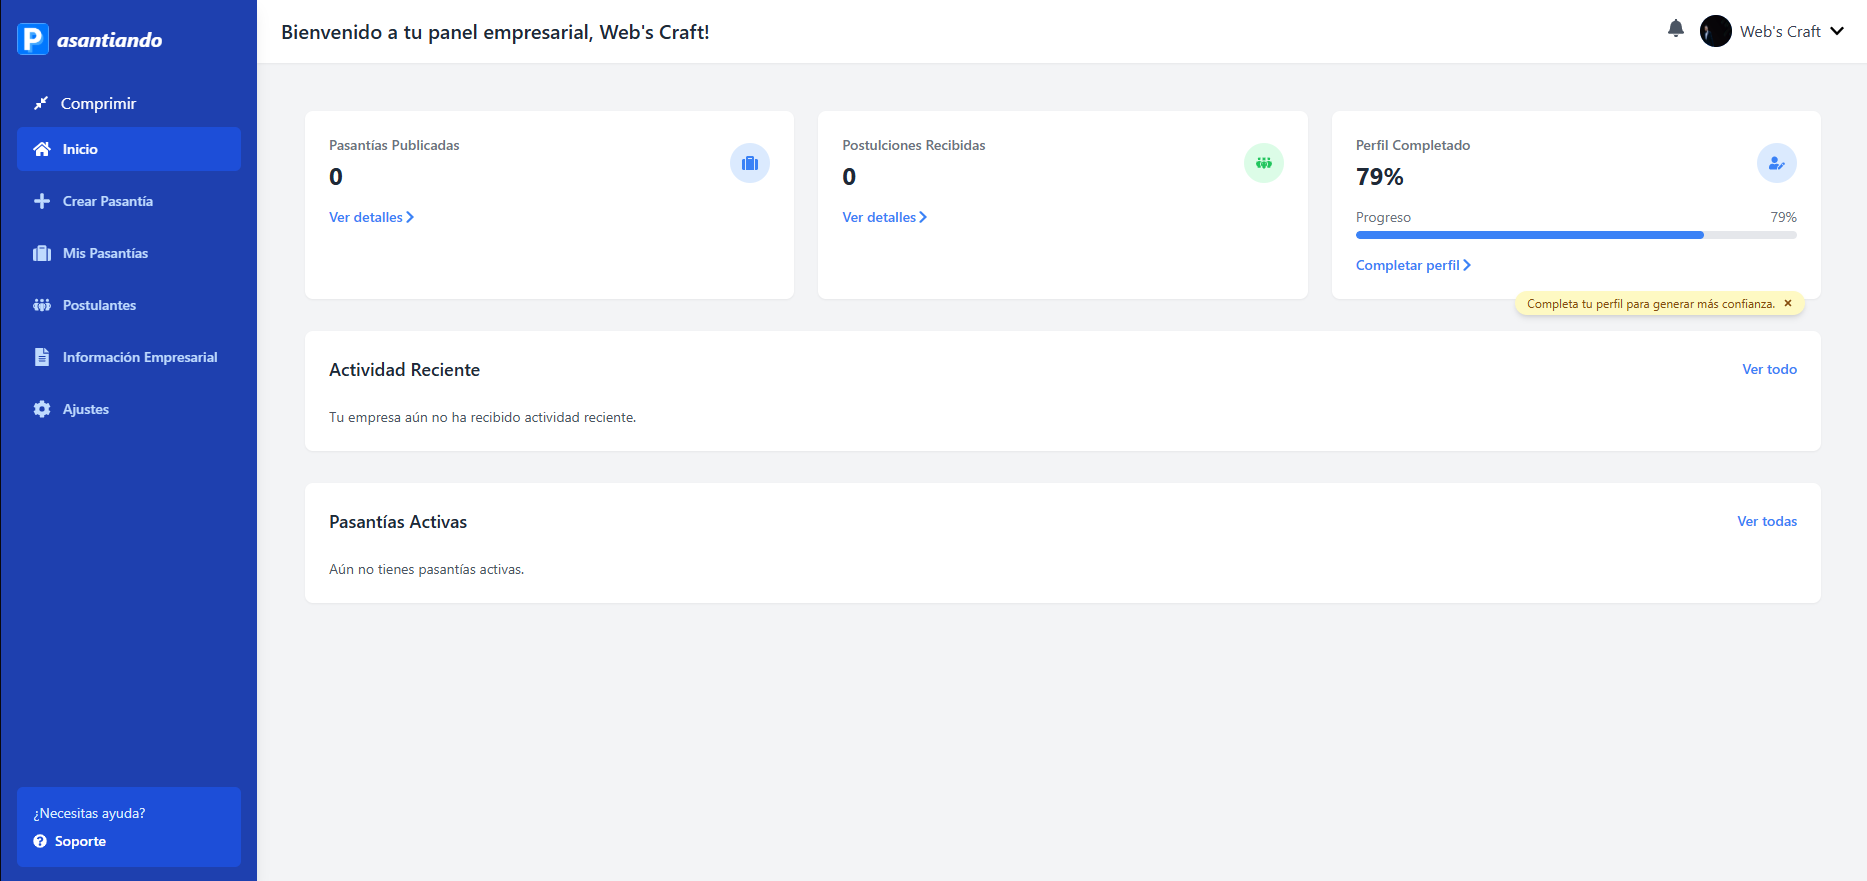 P asantiando
Bienvenido a tu panel empresarial, Web's Craft!
Web's Craft
Comprimir
Inicio
Crear Pasantía
Mis Pasantías
Postulantes
Información Empresarial
Ajustes
¿Necesitas ayuda?
Soporte
Pasantías Publicadas
0
Ver detalles
Postulciones Recibidas
0
Ver detalles
Perfil Completado
79%
Progreso 79%
Completar perfil
Completa tu perfil para generar más confianza.
Actividad Reciente
Ver todo
Tu empresa aún no ha recibido actividad reciente.
Pasantías Activas
Ver todas
Aún no tienes pasantías activas.